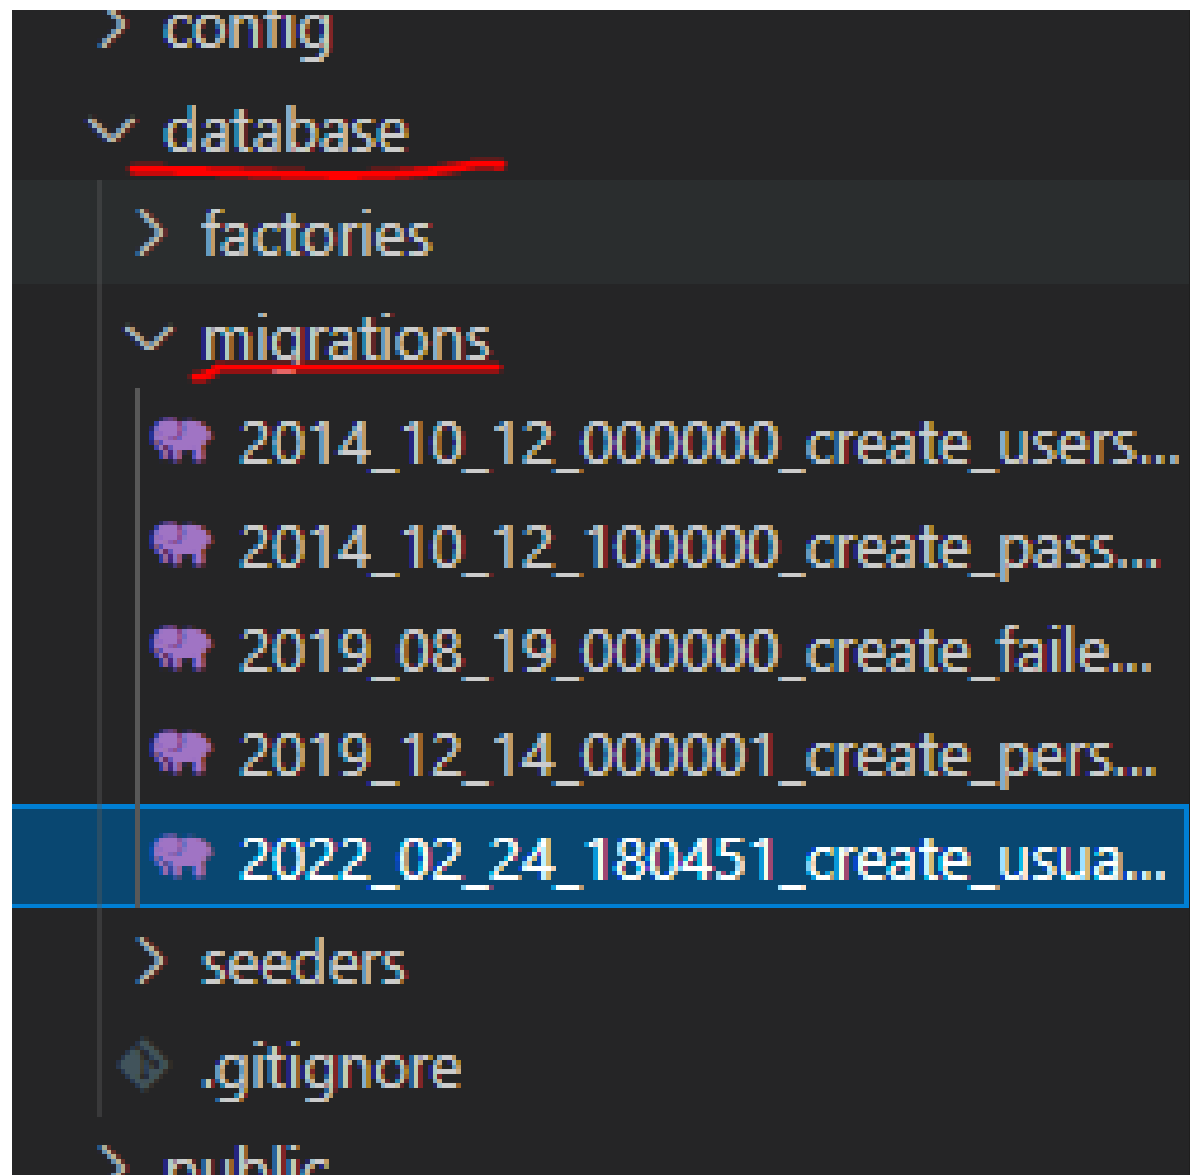 config
database
factories
migrations
2014_10_12_000000_create_users...
2014_10_12_100000_create_pass...
2019_08_19_000000_create_faile...
2019_12_14_000001_create_pers...
2022_02_24_180451_create_usua...
seeders
.gitignore
public